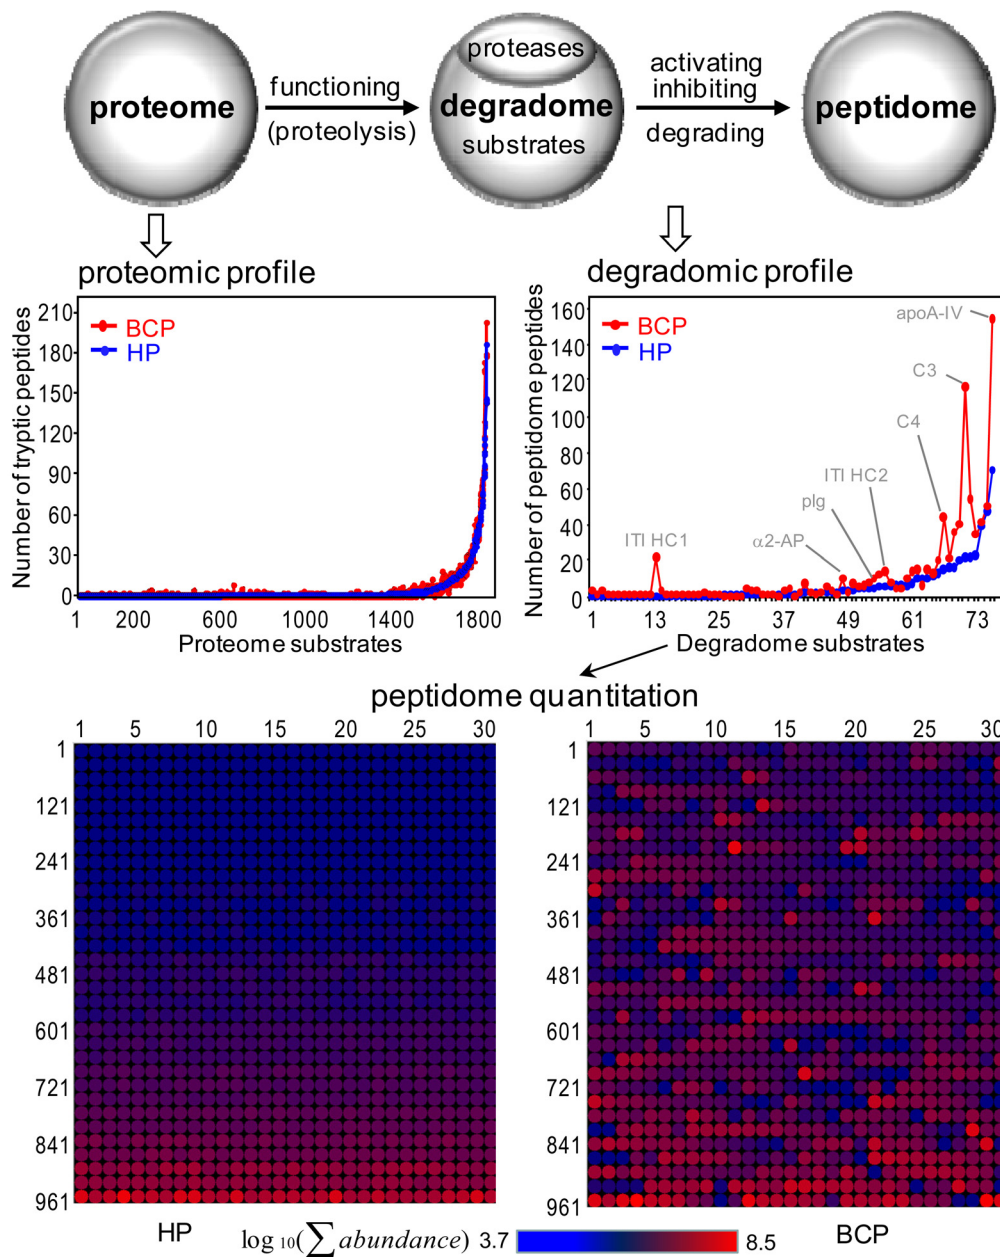 proteome
functioning
(proteolysis)
proteases
degradome
substrates
activating
inhibiting
degrading
peptidome
proteomic profile
Number of tryptic peptides
210
180
150
120
90
60
30
0
BCP
HP
1 200 600 1000 1400 1800
Proteome substrates
degradomic profile
Number of peptidome peptides
160
140
120
100
80
60
40
20
0
BCP
HP
apoA-IV
C3
C4
ITI HC2
plg
α2-AP
ITI HC1
1 13 25 37 49 61 73
Degradome substrates
peptidome quantitation
1 5 10 15 20 25 30
1
121
241
361
481
601
721
841
961
HP
1 5 10 15 20 25 30
1
121
241
361
481
601
721
841
961
BCP
log 10(∑ abundance) 3.7 8.5